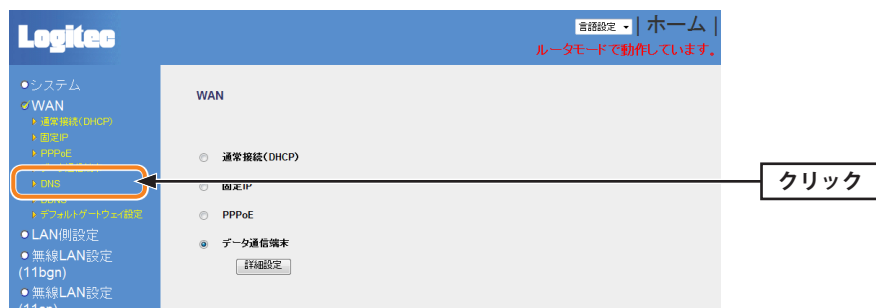 Logitec
言語設定
| ホーム |
ルータモードで動作しています。
システム
WAN
通常接続(DHCP)
固定IP
PPPoE
DNS
デフォルトゲートウェイ設定
LAN側設定
無線LAN設定
(11bgn)
無線LAN設定
WAN
通常接続(DHCP)
固定IP
PPPoE
データ通信端末
詳細設定
クリック